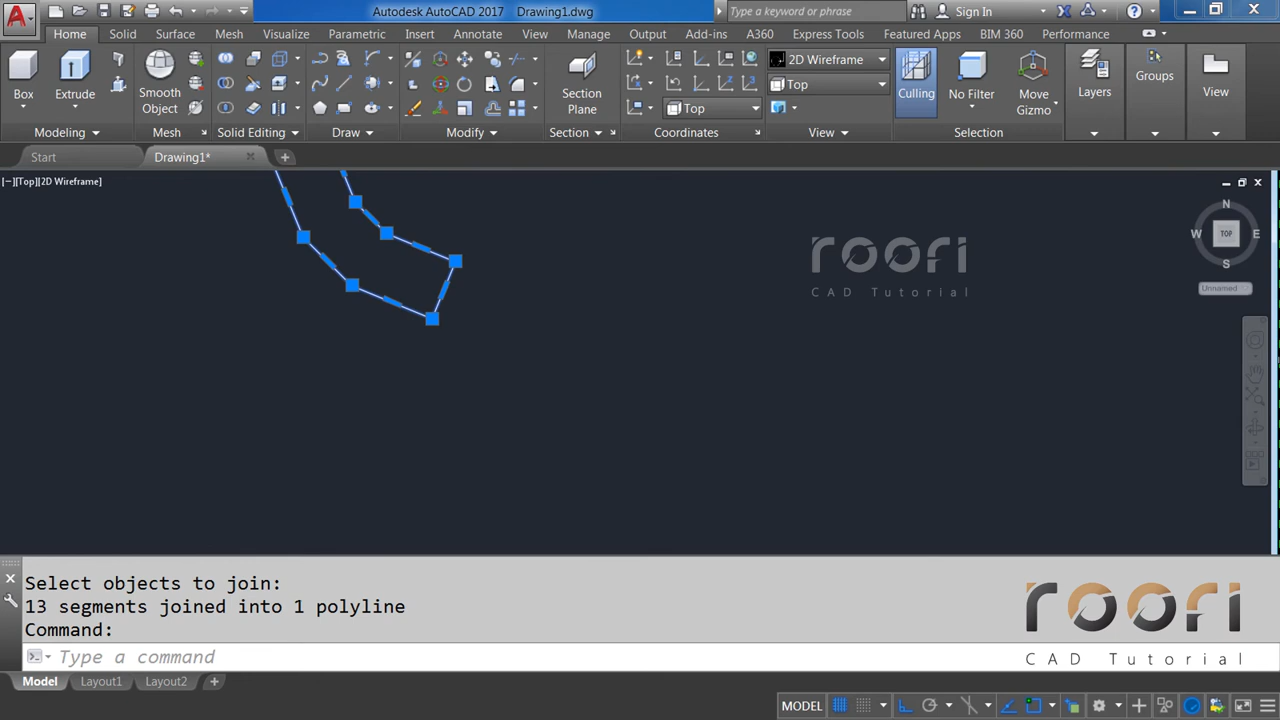 Autodesk AutoCAD 2017 Drawing1.dwg
Type a keyword or phrase
Sign In
Home Solid Surface Mesh Visualize Parametric Insert Annotate View Manage Output Add-ins A360 Express Tools Featured Apps BIM 360 Performance
Box
Extrude
Smooth
Object
Section
Plane
2D Wireframe
Top
Top
Culling
No Filter
Move
Gizmo
Layers
Groups
View
Modeling Mesh Solid Editing Draw Modify Section Coordinates View Selection
Start Drawing1*
[−][Top][2D Wireframe]
N
W TOP E
S
Unnamed
roofi
CAD Tutorial
Select objects to join:
13 segments joined into 1 polyline
Command:
Type a command
roofi
CAD Tutorial
Model Layout1 Layout2
MODEL